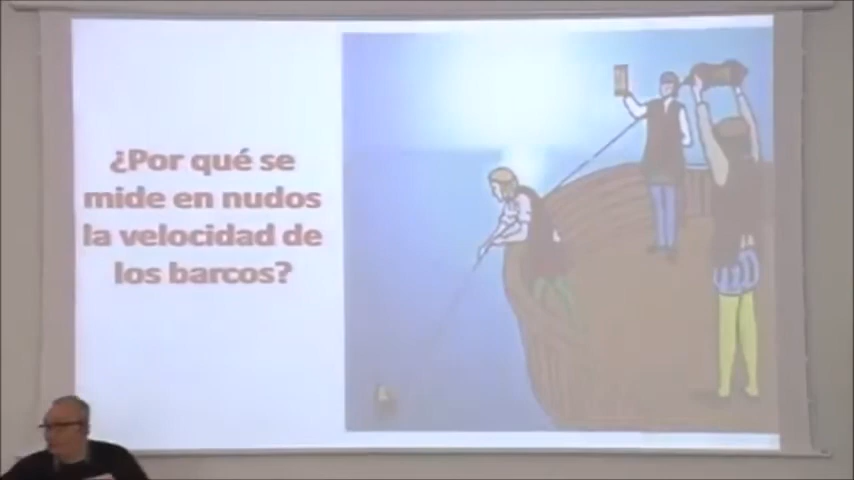 ¿Por qué se
mide en nudos
la velocidad de
los barcos?